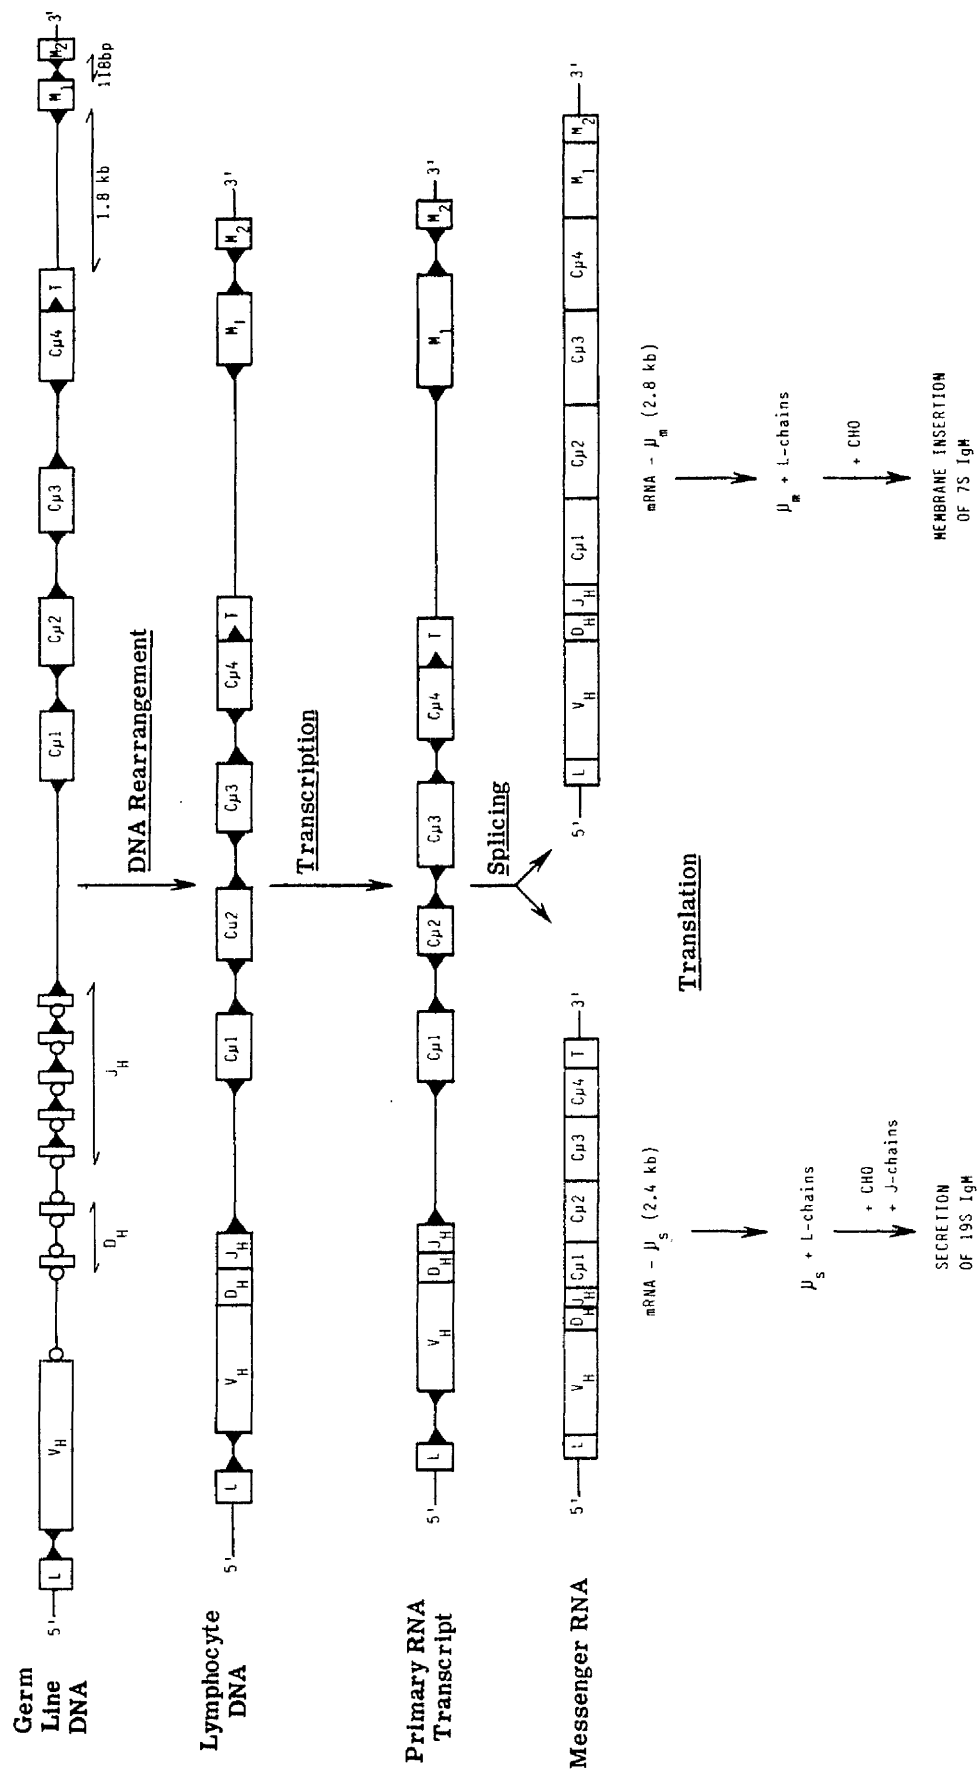 Germ
Line
DNA
5' L V_H Cμ1 Cμ2 Cμ3 Cμ4 T M_1 M_2 3'
D_H J_H 1.8 kb 118bp
DNA Rearrangement
Lymphocyte
DNA
5' L V_H D_H J_H Cμ1 Cu2 Cμ3 Cμ4 T M_1 M_2 3'
Transcription
Primary RNA
Transcript
5' L V_H D_H J_H Cμ1 Cμ2 Cμ3 Cμ4 T M_1 M_2 3'
Splicing
Messenger RNA
5' L V_H D_H J_H Cμ1 Cμ2 Cμ3 Cμ4 T 3'
5' L V_H D_H J_H Cμ1 Cμ2 Cμ3 Cμ4 M_1 M_2 3'
Translation
mRNA - μ_s (2.4 kb)
μ_s + L-chains
+ CHO
+ J-chains
SECRETION
OF 19S IgM
mRNA - μ_m (2.8 kb)
μ_m + L-chains
+ CHO
MEMBRANE INSERTION
OF 7S IgM